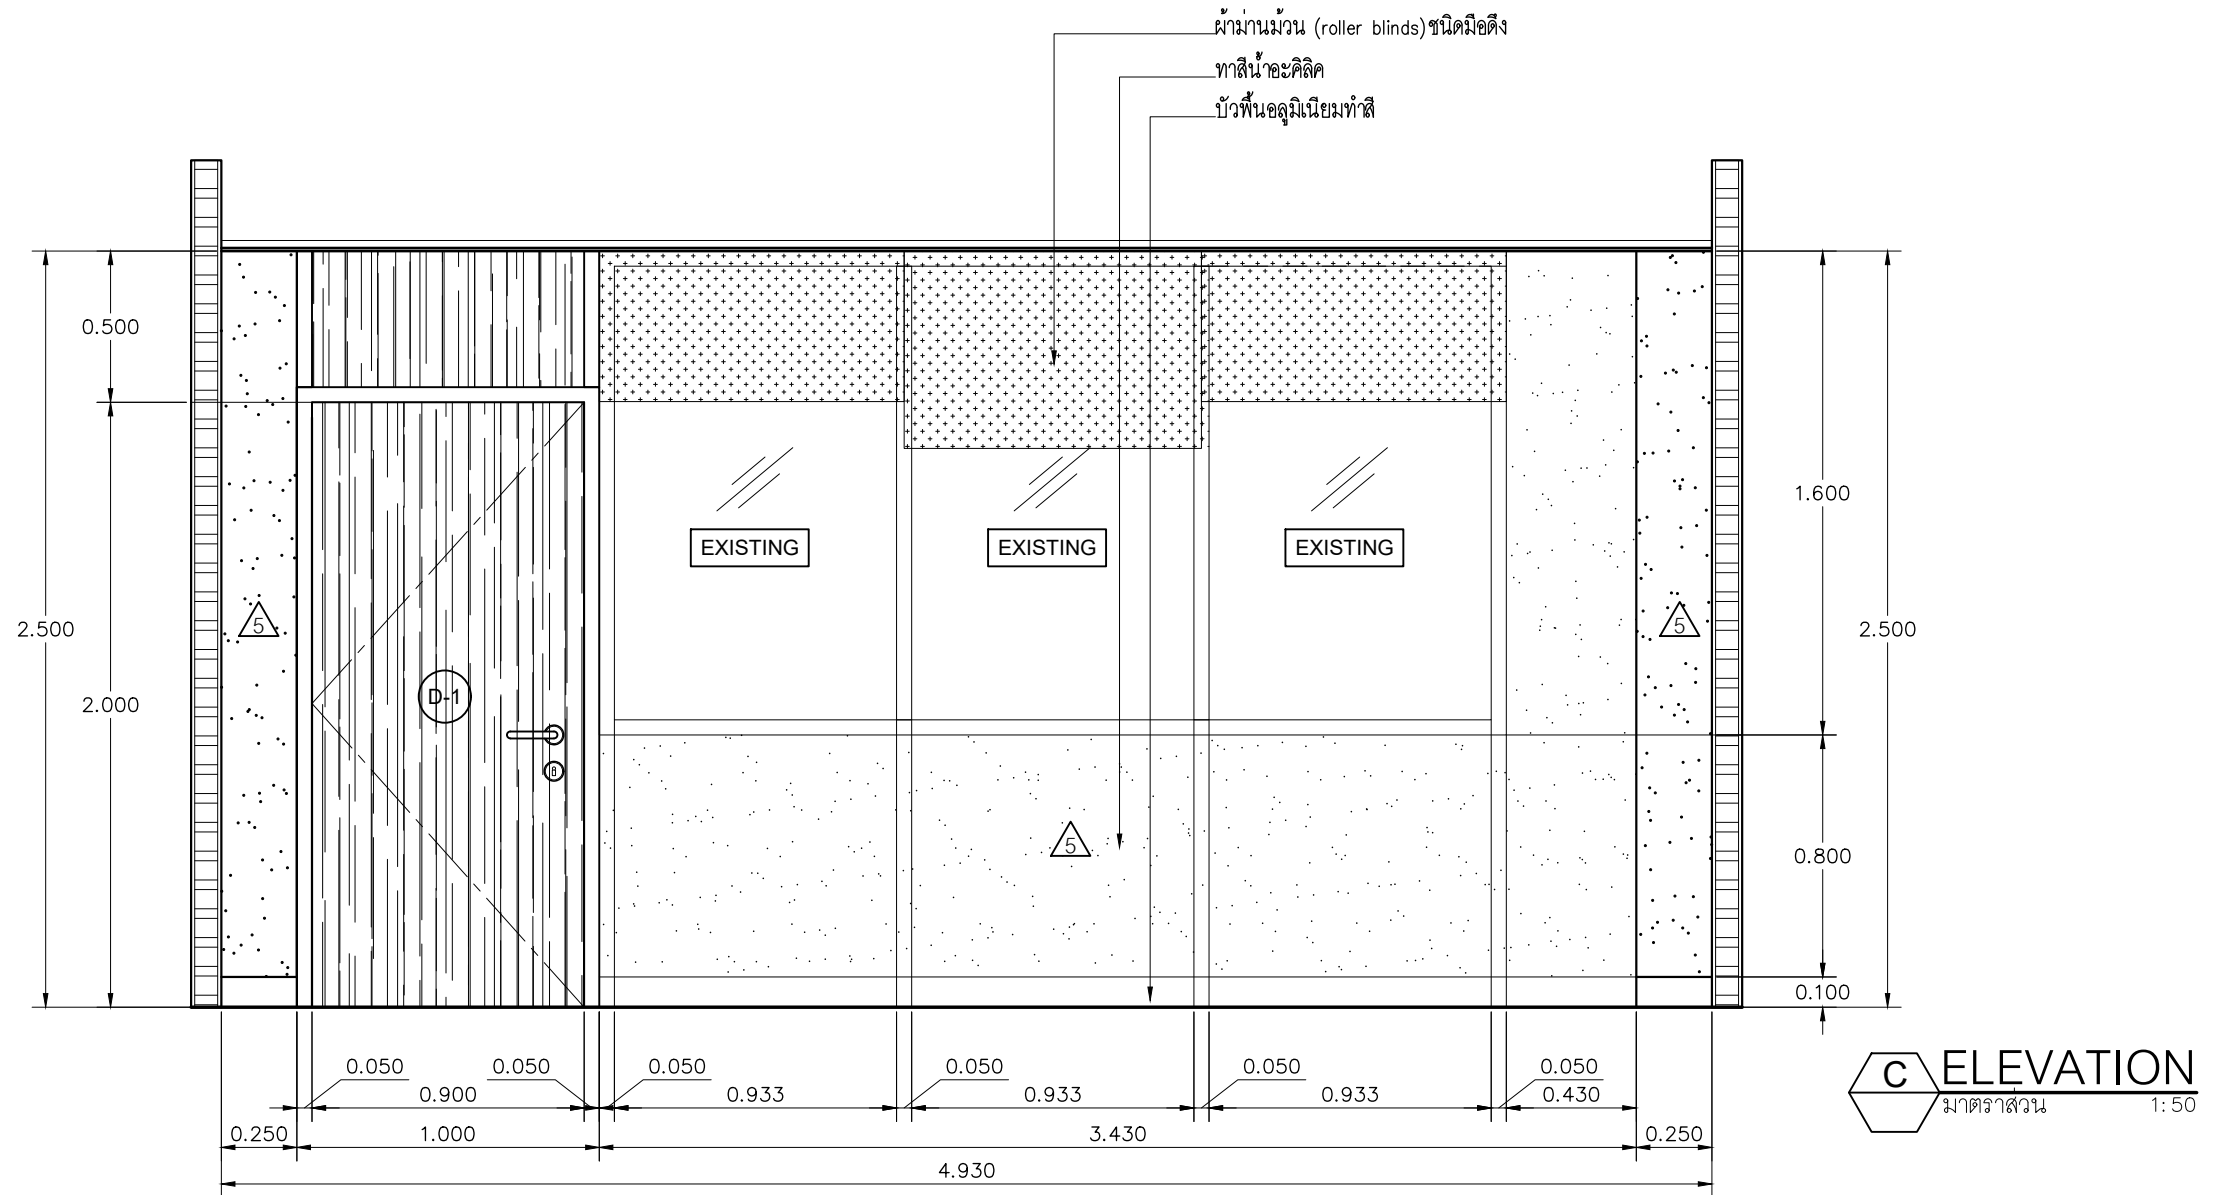 ผ้าม่านม้วน (roller blinds)ชนิดมือดึง
ทาสีน้ำอะคิลิค
บัวพื้นอลูมิเนียมทำสี
0.500
2.500
2.000
1.600
2.500
0.800
0.100
EXISTING EXISTING EXISTING
5 5
D-1
5
0.050 0.050 0.050 0.050 0.050 0.050
0.900 0.933 0.933 0.933 0.430
0.250 1.000 3.430 0.250
4.930
C ELEVATION
มาตราส่วน 1:50